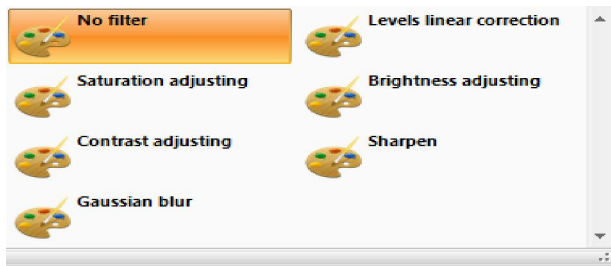 No filter
Levels linear correction
Saturation adjusting
Brightness adjusting
Contrast adjusting
Sharpen
Gaussian blur